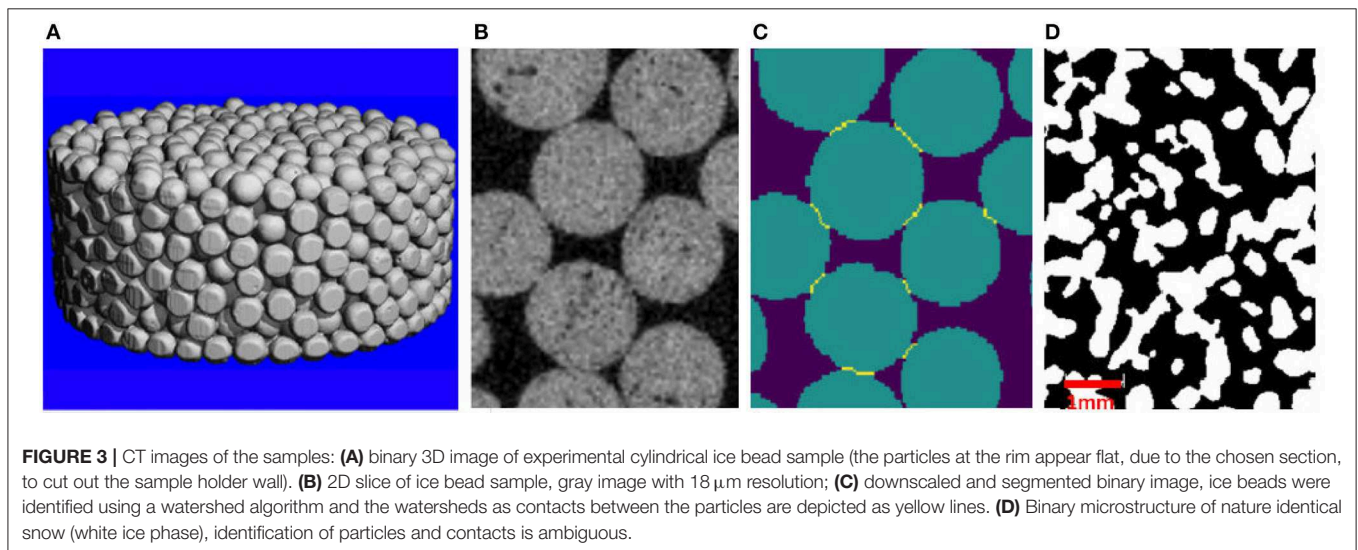 A B C D
1mm
FIGURE 3 | CT images of the samples: (A) binary 3D image of experimental cylindrical ice bead sample (the particles at the rim appear flat, due to the chosen section,
to cut out the sample holder wall). (B) 2D slice of ice bead sample, gray image with 18 μm resolution; (C) downscaled and segmented binary image, ice beads were
identified using a watershed algorithm and the watersheds as contacts between the particles are depicted as yellow lines. (D) Binary microstructure of nature identical
snow (white ice phase), identification of particles and contacts is ambiguous.